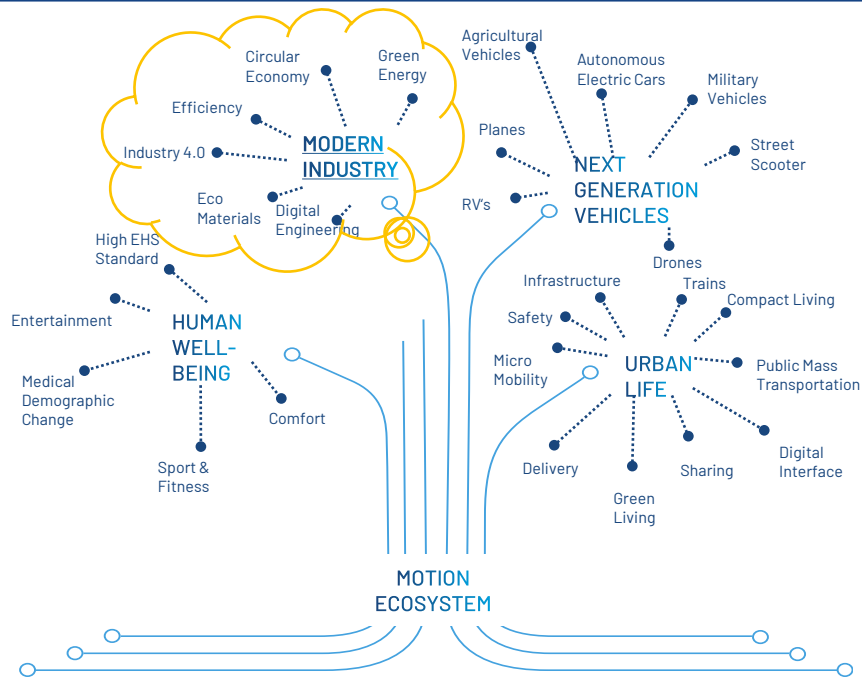 Circular
Economy
Green
Energy
Efficiency
Industry 4.0
MODERN
INDUSTRY
Eco
Materials
Digital
Engineering
Agricultural
Vehicles
Autonomous
Electric Cars
Military
Vehicles
Planes
Street
Scooter
RV's
NEXT
GENERATION
VEHICLES
Drones
High EHS
Standard
Entertainment
HUMAN
WELL-
BEING
Medical
Demographic
Change
Comfort
Sport &
Fitness
Infrastructure
Trains
Compact Living
Safety
Micro
Mobility
URBAN
LIFE
Public Mass
Transportation
Delivery
Green
Living
Sharing
Digital
Interface
MOTION
ECOSYSTEM